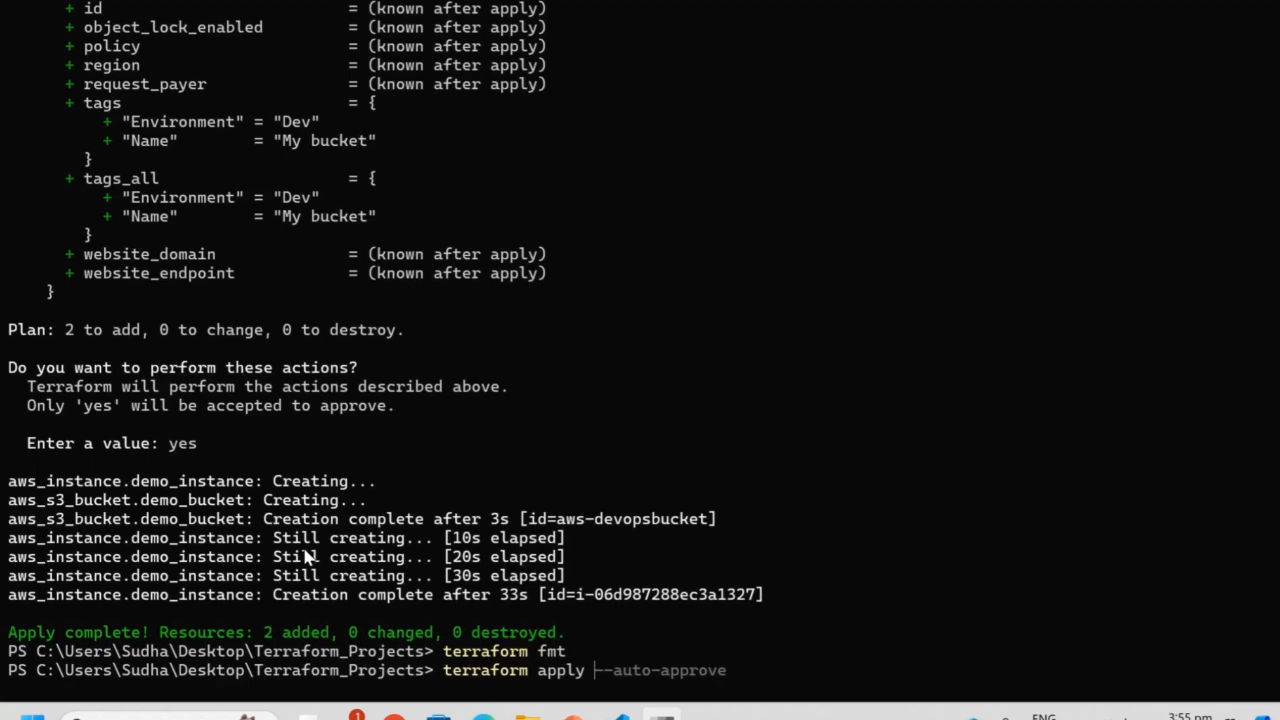 + id = (known after apply)
+ object_lock_enabled = (known after apply)
+ policy = (known after apply)
+ region = (known after apply)
+ request_payer = (known after apply)
+ tags = {
+ "Environment" = "Dev"
+ "Name" = "My bucket"
}
+ tags_all = {
+ "Environment" = "Dev"
+ "Name" = "My bucket"
}
+ website_domain = (known after apply)
+ website_endpoint = (known after apply)
}
Plan: 2 to add, 0 to change, 0 to destroy.
Do you want to perform these actions?
Terraform will perform the actions described above.
Only 'yes' will be accepted to approve.
Enter a value: yes
aws_instance.demo_instance: Creating...
aws_s3_bucket.demo_bucket: Creating...
aws_s3_bucket.demo_bucket: Creation complete after 3s [id=aws-devopsbucket]
aws_instance.demo_instance: Still creating... [10s elapsed]
aws_instance.demo_instance: Still creating... [20s elapsed]
aws_instance.demo_instance: Still creating... [30s elapsed]
aws_instance.demo_instance: Creation complete after 33s [id=i-06d987288ec3a1327]
Apply complete! Resources: 2 added, 0 changed, 0 destroyed.
PS C:\Users\Sudha\Desktop\Terraform_Projects> terraform fmt
PS C:\Users\Sudha\Desktop\Terraform_Projects> terraform apply --auto-approve
1
ENG
3:55 pm